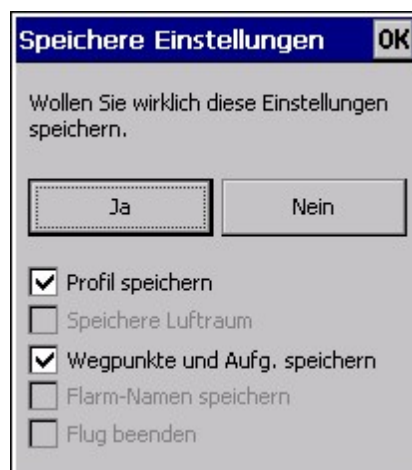 Speichere Einstellungen OK
Wollen Sie wirklich diese Einstellungen
speichern.
Ja Nein
Profil speichern
Speichere Luftraum
Wegpunkte und Aufg. speichern
Flarm-Namen speichern
Flug beenden